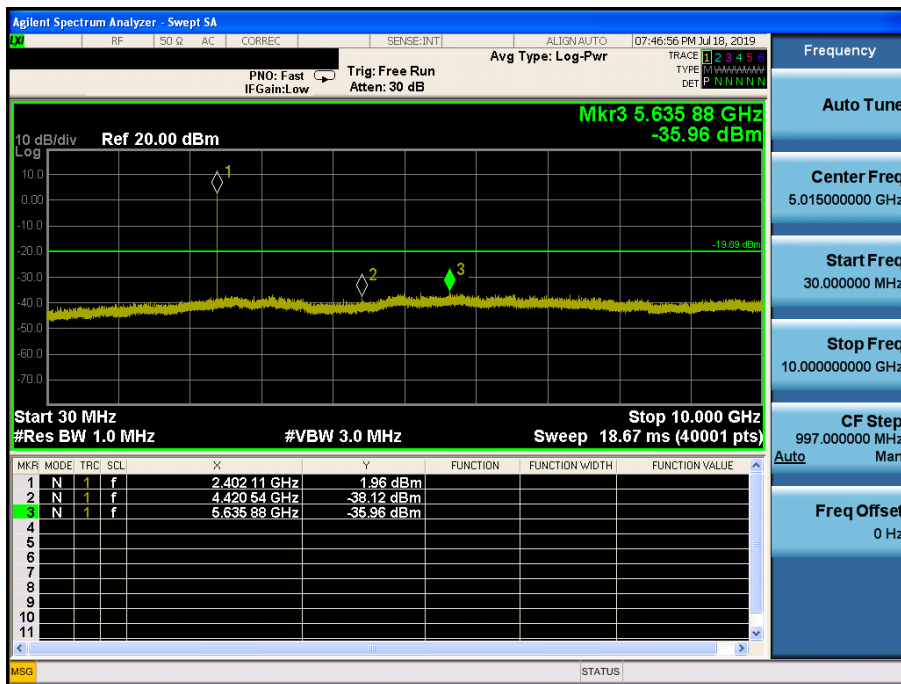 Agilent Spectrum Analyzer - Swept SA
LXI RF 50 Ω AC CORREC SENSE:INT ALIGN AUTO 07:46:56 PM Jul 18, 2019
PNO: Fast
IFGain:Low
Trig: Free Run
Atten: 30 dB
Avg Type: Log-Pwr
TRACE 1 2 3 4 5 6
TYPE M WWWWW
DET P N N N N N
Mkr3 5.635 88 GHz
-35.96 dBm
10 dB/div Ref 20.00 dBm
Log
10.0
0.00
-10.0
-20.0
-30.0
-40.0
-50.0
-60.0
-70.0
1
2
3
-19.89 dBm
Start 30 MHz Stop 10.000 GHz
#Res BW 1.0 MHz #VBW 3.0 MHz Sweep 18.67 ms (40001 pts)
MKR MODE TRC SCL X Y FUNCTION FUNCTION WIDTH FUNCTION VALUE
1 N 1 f 2.402 11 GHz 1.96 dBm
2 N 1 f 4.420 54 GHz -38.12 dBm
3 N 1 f 5.635 88 GHz -35.96 dBm
4
5
6
7
8
9
10
11
MSG STATUS
Frequency
Auto Tune
Center Freq
5.015000000 GHz
Start Freq
30.000000 MHz
Stop Freq
10.000000000 GHz
CF Step
997.000000 MHz
Auto Man
Freq Offset
0 Hz